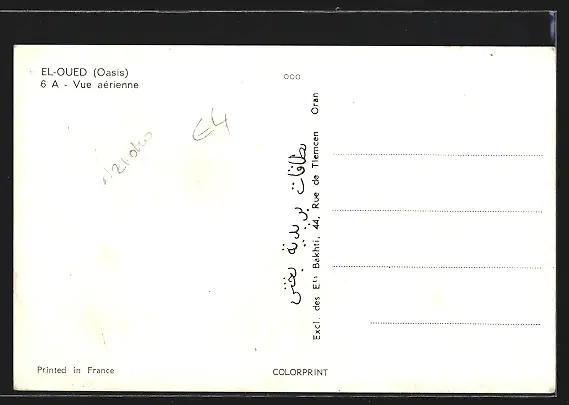 EL-OUED (Oasis)
6 A - Vue aérienne
C4
ooo
بطاقات بريدية بختي
Excl. des Ets Bakhti, 44, Rue de Tlemcen Oran
Printed in France
COLORPRINT